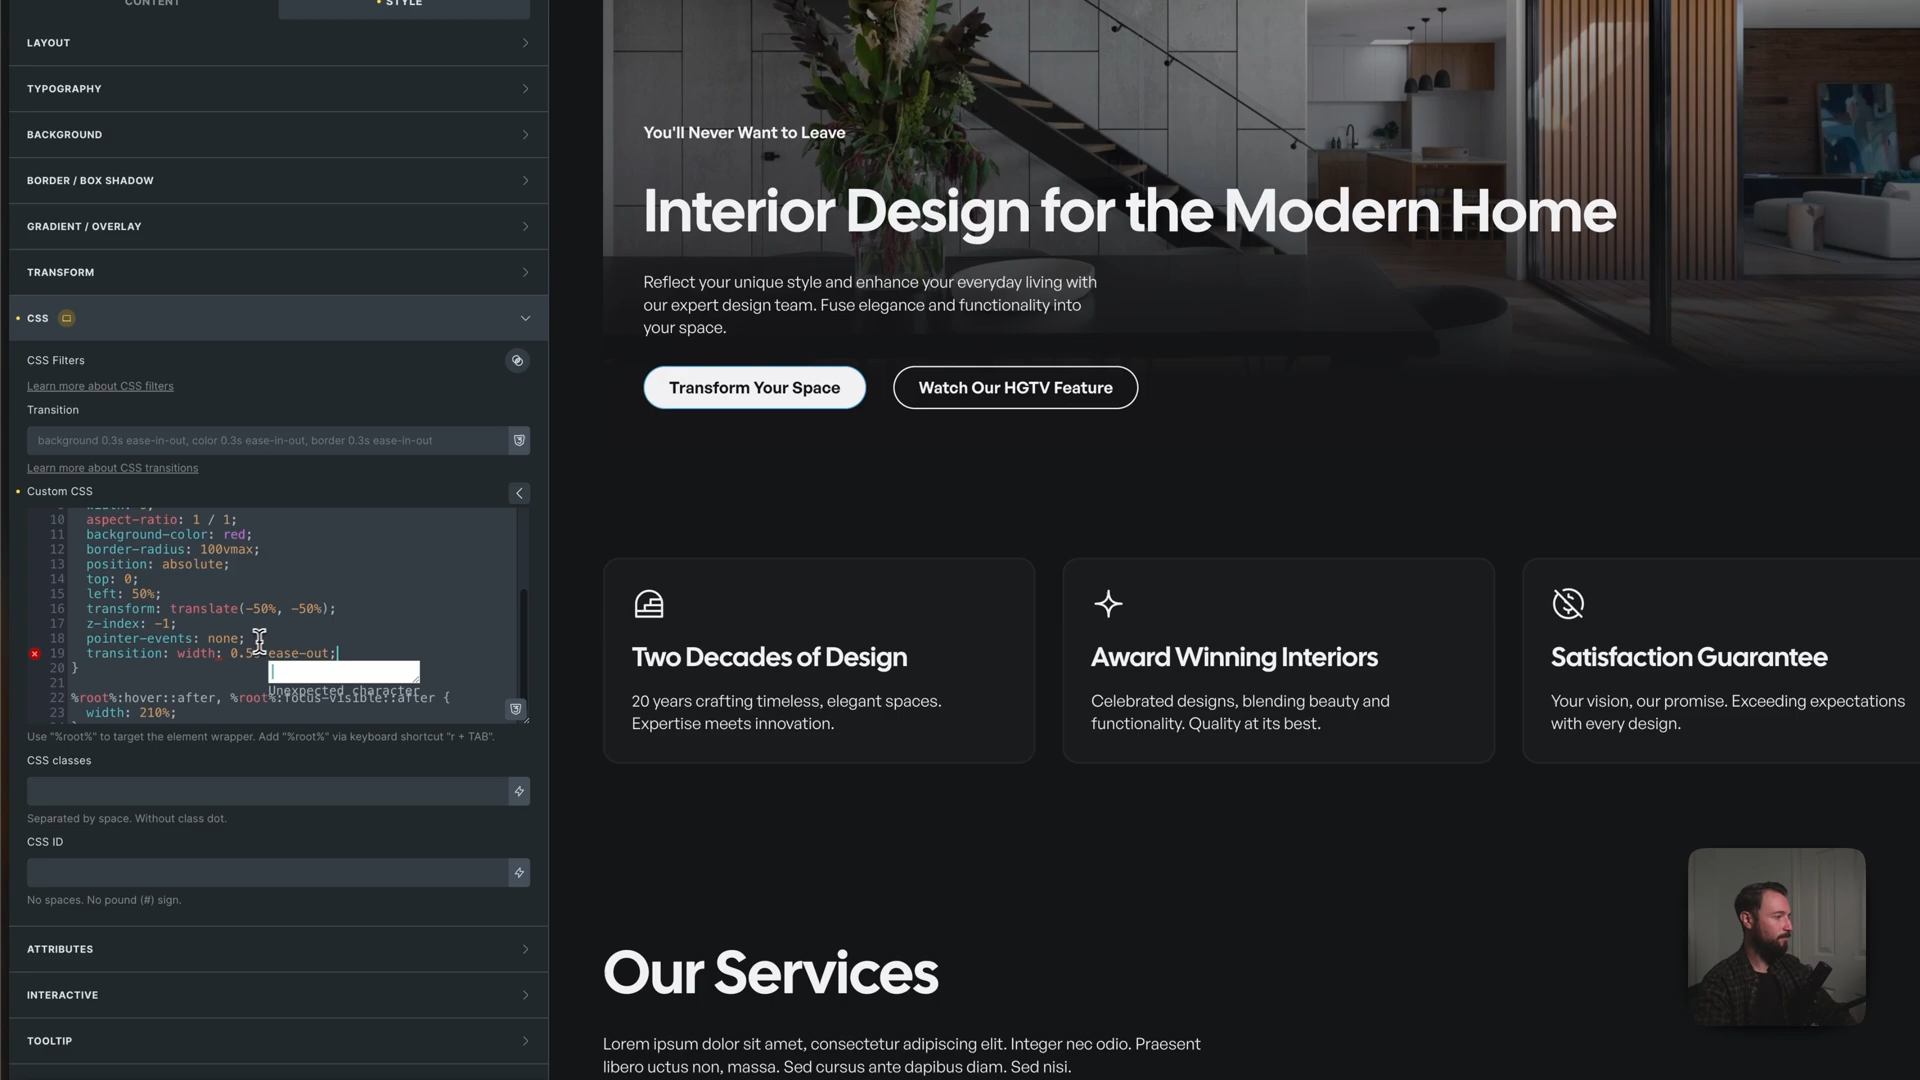 CONTENT
STYLE
LAYOUT
TYPOGRAPHY
BACKGROUND
BORDER / BOX SHADOW
GRADIENT / OVERLAY
TRANSFORM
CSS
CSS Filters
Learn more about CSS filters
Transition
background 0.3s ease-in-out, color 0.3s ease-in-out, border 0.3s ease-in-out
Learn more about CSS transitions
Custom CSS
10 aspect-ratio: 1 / 1;
11 background-color: red;
12 border-radius: 100vmax;
13 position: absolute;
14 top: 0;
15 left: 50%;
16 transform: translate(-50%, -50%);
17 z-index: -1;
18 pointer-events: none;
19 transition: width: 0.5s ease-out;
20 }
21
Unexpected character
22 %root%:hover::after, %root%:focus-visible::after {
23 width: 210%;
Use "%root%" to target the element wrapper. Add "%root%" via keyboard shortcut "r + TAB".
CSS classes
Separated by space. Without class dot.
CSS ID
No spaces. No pound (#) sign.
ATTRIBUTES
INTERACTIVE
TOOLTIP
You'll Never Want to Leave
Interior Design for the Modern Home
Reflect your unique style and enhance your everyday living with
our expert design team. Fuse elegance and functionality into
your space.
Transform Your Space
Watch Our HGTV Feature
Two Decades of Design
20 years crafting timeless, elegant spaces.
Expertise meets innovation.
Award Winning Interiors
Celebrated designs, blending beauty and
functionality. Quality at its best.
Satisfaction Guarantee
Your vision, our promise. Exceeding expectations
with every design.
Our Services
Lorem ipsum dolor sit amet, consectetur adipiscing elit. Integer nec odio. Praesent
libero uctus non, massa. Sed cursus ante dapibus diam. Sed nisi.